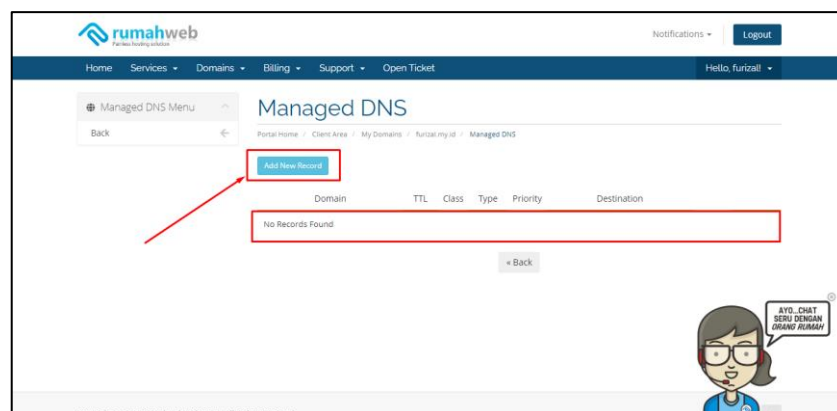 rumahweb
Notifications
Logout
Home Services Domains Billing Support Open Ticket Hello, furizal!
Managed DNS Menu
Back
Managed DNS
Portal Home / Client Area / My Domains / furizal.my.id / Managed DNS
Add New Record
Domain TTL Class Type Priority Destination
No Records Found
« Back
AYO...CHAT
SERU DENGAN
ORANG RUMAH